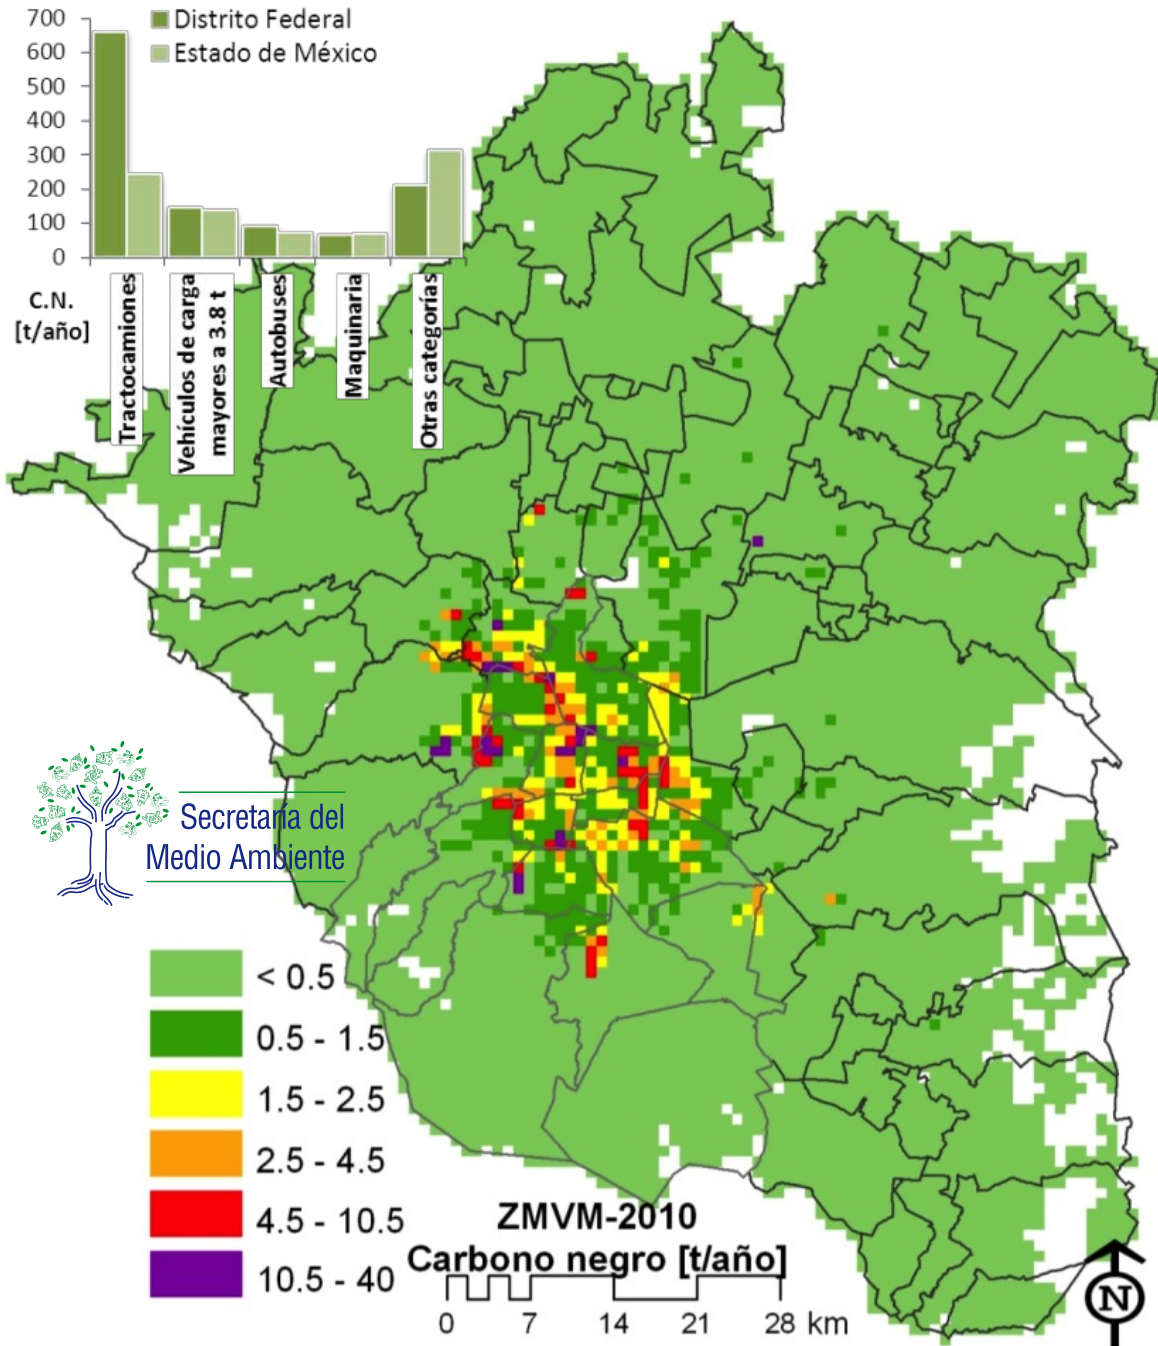 700
600
500
400
300
200
100
0
Distrito Federal
Estado de México
C.N.
[t/año]
Tractocamiones
Vehículos de carga
mayores a 3.8 t
Autobuses
Maquinaria
Otras categorías
Secretaría del
Medio Ambiente
< 0.5
0.5 - 1.5
1.5 - 2.5
2.5 - 4.5
4.5 - 10.5
10.5 - 40
ZMVM-2010
Carbono negro [t/año]
0 7 14 21 28 km
N